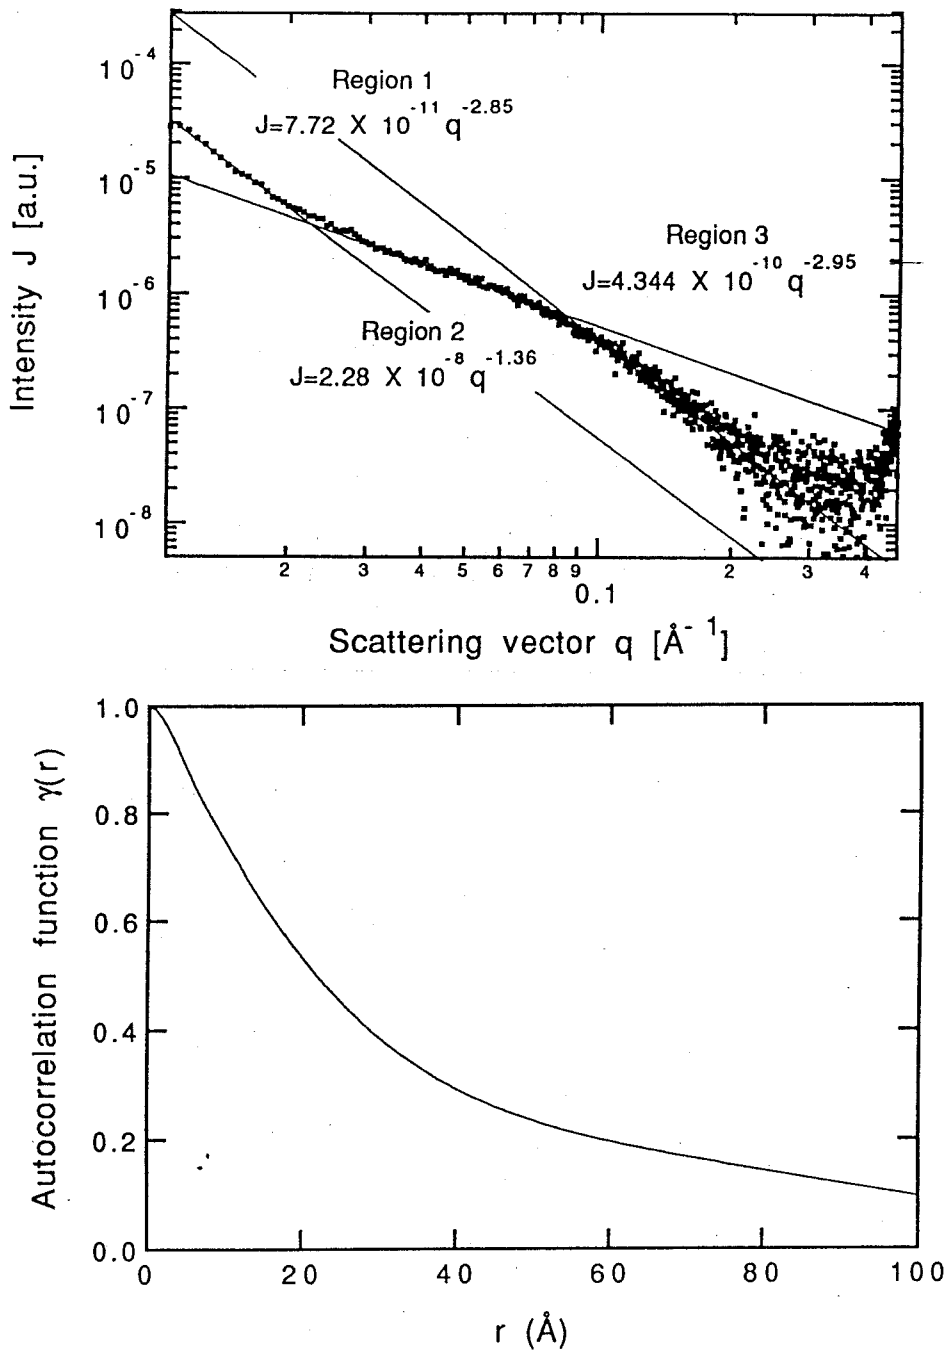 10-4
Region 1
J=7.72 X 10-11 q-2.85
10-5
Region 3
J=4.344 X 10-10 q-2.95
10-6
Region 2
J=2.28 X 10-8 q-1.36
10-7
10-8
Intensity J [a.u.]
2 3 4 5 6 7 8 9 2 3 4
0.1
Scattering vector q [Å-1]
1.0
0.8
0.6
0.4
0.2
0.0
Autocorrelation function γ(r)
0 20 40 60 80 100
r (Å)